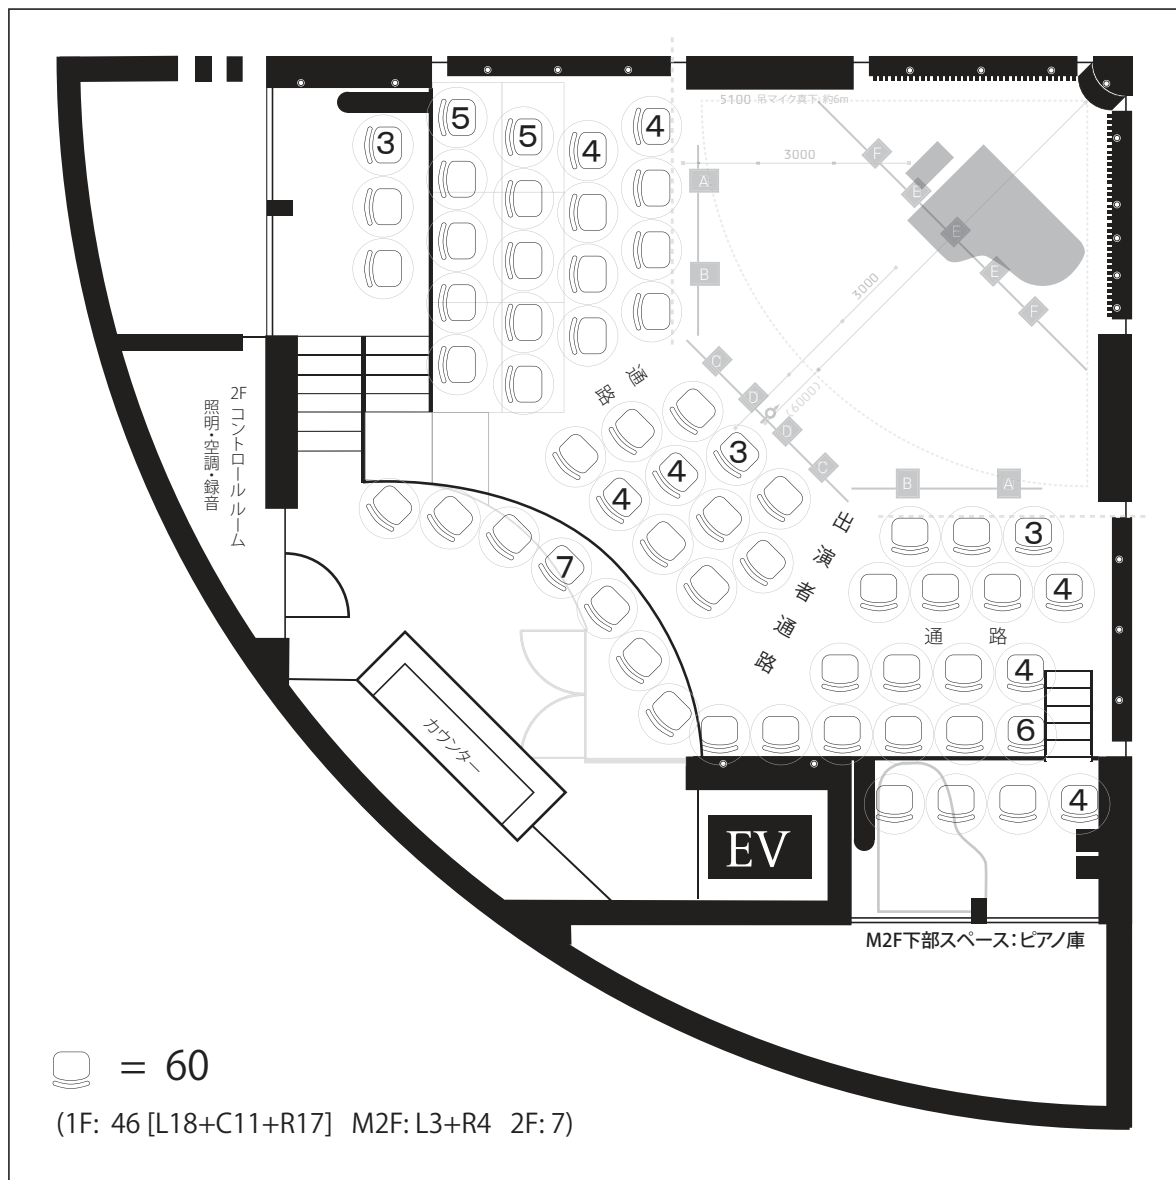 5100 吊マイク真下, 約6m
3000
5
5
4
4
3
F
E
A
E
B
E
3000
F
C
D
(6000)
D
C
B
A
通路
2F コントロール ルーム
照明・空調・録音
3
4
4
7
出演者通路
3
4
通 路
4
6
カウンター
4
EV
M2F下部スペース：ピアノ庫
= 60
(1F: 46 [L18+C11+R17] M2F: L3+R4 2F: 7)